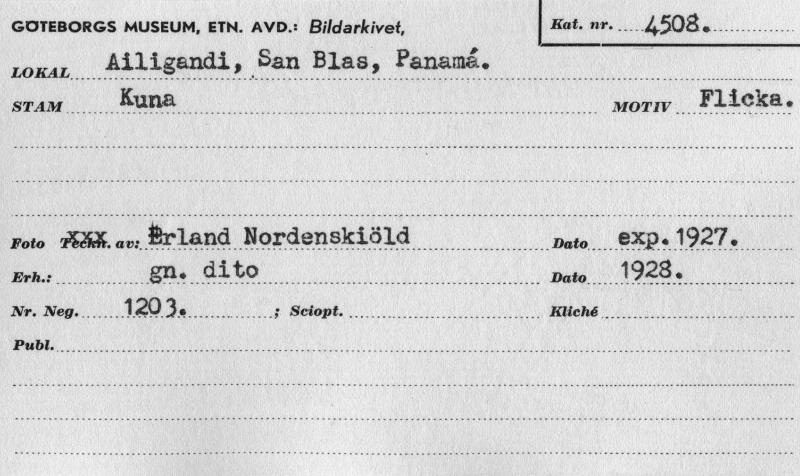 GÖTEBORGS MUSEUM, ETN. AVD.: Bildarkivet, Kat. nr. 4508.
LOKAL Ailigandi, San Blas, Panamá.
STAM Kuna MOTIV Flicka.
Foto Teckn. av: Erland Nordenskiöld Dato exp. 1927.
Erh.: gn. dito Dato 1928.
Nr. Neg. 1203. ; Sciopt. Kliché
Publ.